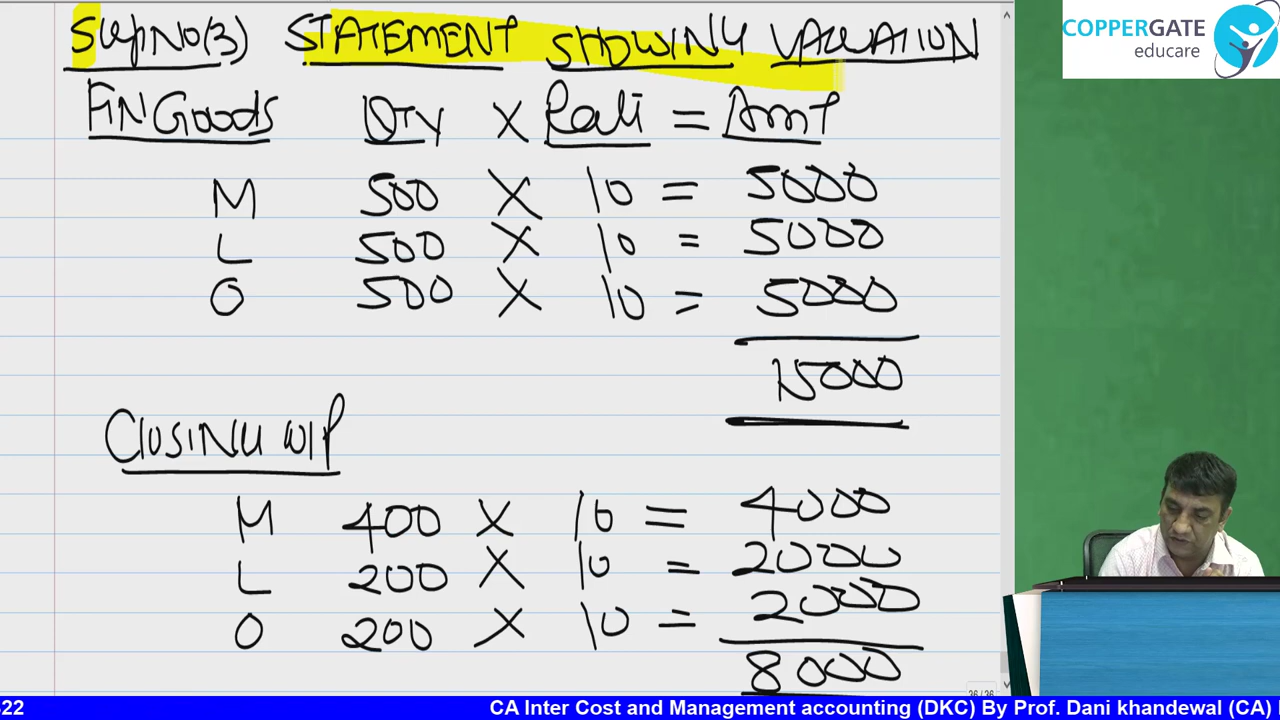 Step No(3) STATEMENT SHOWING VALUATION
FIN Goods Qty X Rate = Amt
M 500 X 10 = 5000
L 500 X 10 = 5000
O 500 X 10 = 5000
15000
CLOSING WIP
M 400 X 10 = 4000
L 200 X 10 = 2000
O 200 X 10 = 2000
8000
COPPERGATE
educare
36/36
22 CA Inter Cost and Management accounting (DKC) By Prof. Dani khandewal (CA)